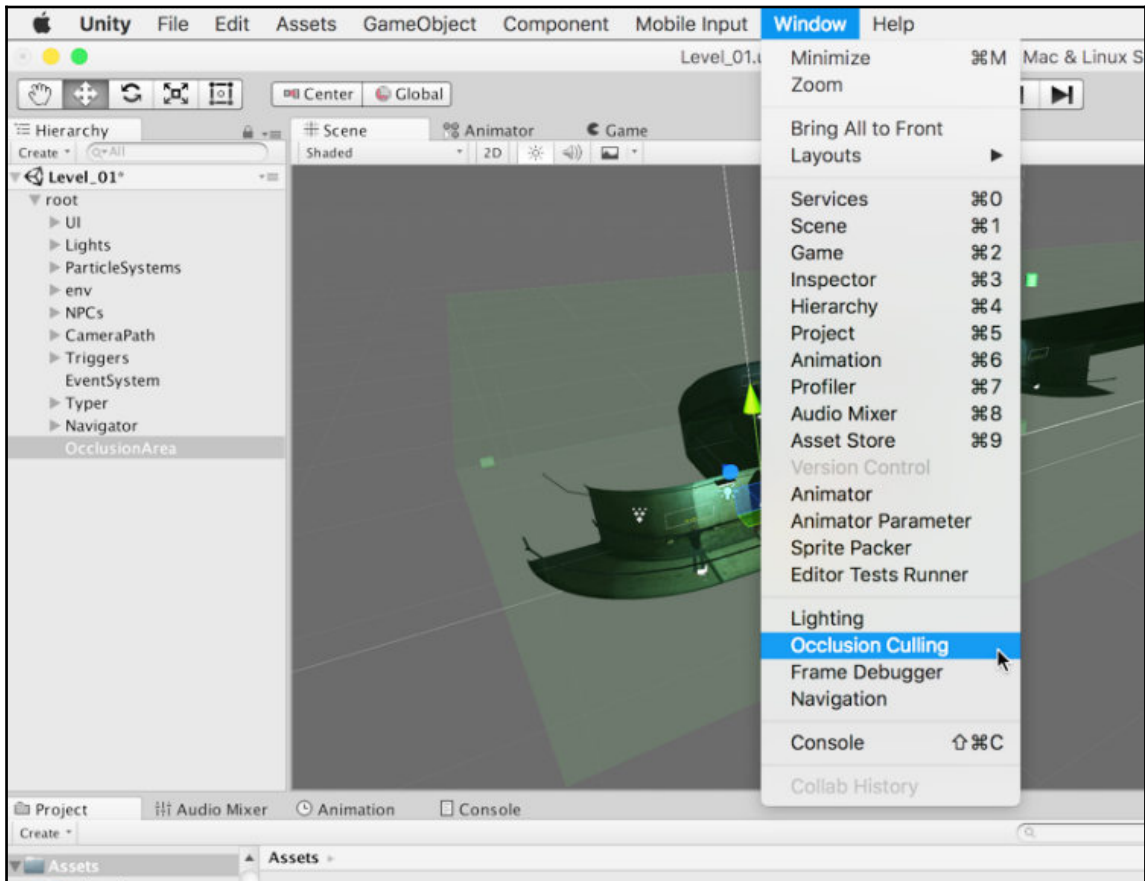 Unity File Edit Assets GameObject Component Mobile Input Window Help
Level_01.u
Mac & Linux S
Center Global
Hierarchy
Create All
Level_01*
root
UI
Lights
ParticleSystems
env
NPCs
CameraPath
Triggers
EventSystem
Typer
Navigator
OcclusionArea
Scene Animator Game
Shaded 2D
Minimize ⌘M
Zoom
Bring All to Front
Layouts
Services ⌘0
Scene ⌘1
Game ⌘2
Inspector ⌘3
Hierarchy ⌘4
Project ⌘5
Animation ⌘6
Profiler ⌘7
Audio Mixer ⌘8
Asset Store ⌘9
Version Control
Animator
Animator Parameter
Sprite Packer
Editor Tests Runner
Lighting
Occlusion Culling
Frame Debugger
Navigation
Console ⇧⌘C
Collab History
Project Audio Mixer Animation Console
Create
Assets
Assets